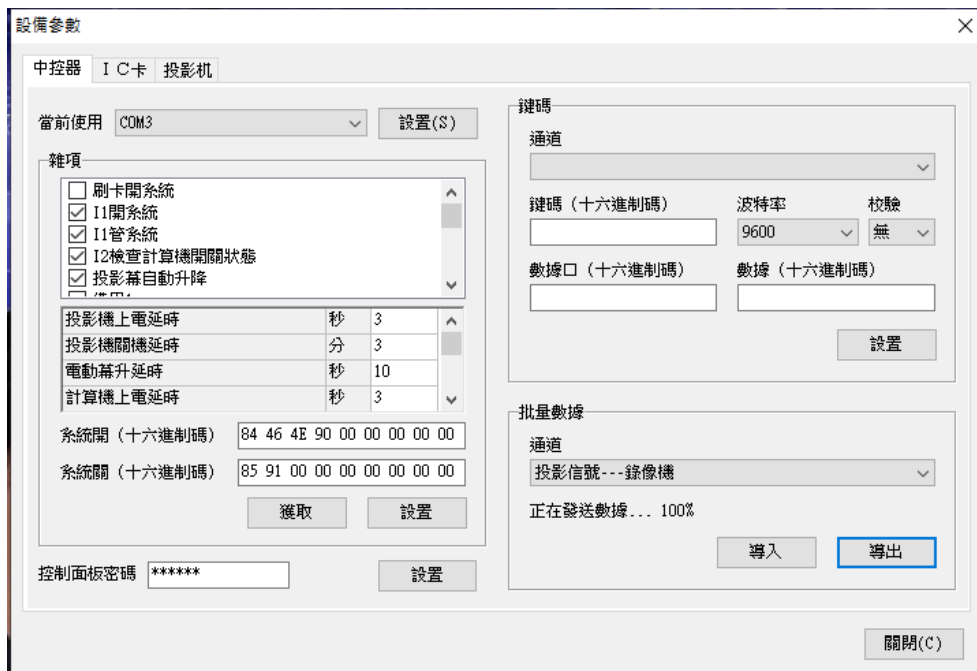 設備參數
中控器 ＩＣ卡 投影机
當前使用 COM3 設置(S)
雜項
刷卡開系統
I1開系統
I1管系統
I2檢查計算機開關狀態
投影幕自動升降
投影機上電延時 秒 3
投影機關機延時 分 3
電動幕升延時 秒 10
計算機上電延時 秒 3
系統開（十六進制碼） 84 46 4E 90 00 00 00 00 00
系統關（十六進制碼） 85 91 00 00 00 00 00 00 00
獲取 設置
控制面板密碼 ****** 設置
鍵碼
通道
鍵碼（十六進制碼） 波特率 校驗
9600 無
數據口（十六進制碼） 數據（十六進制碼）
設置
批量數據
通道
投影信號---錄像機
正在發送數據... 100%
導入 導出
關閉(C)